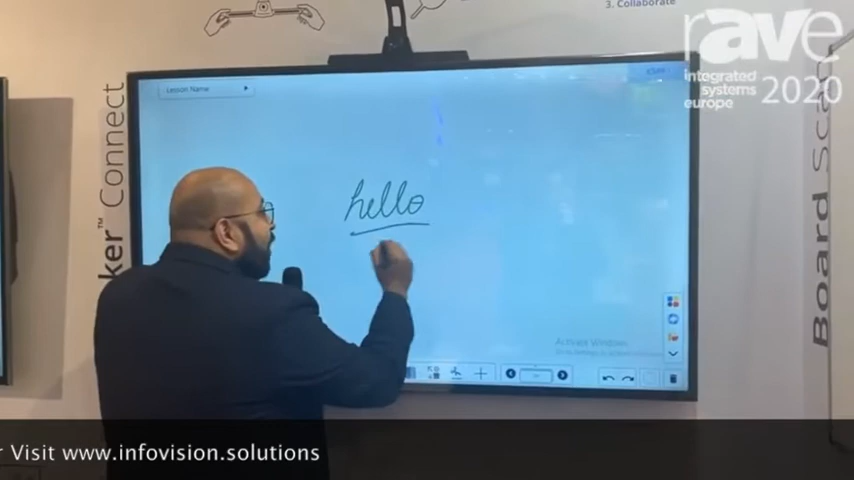 3. Collaborate
rave
integrated
systems
europe 2020
Lesson Name
ker™ Connect
hello
Board Scan
Activate Windows
r Visit www.infovision.solutions